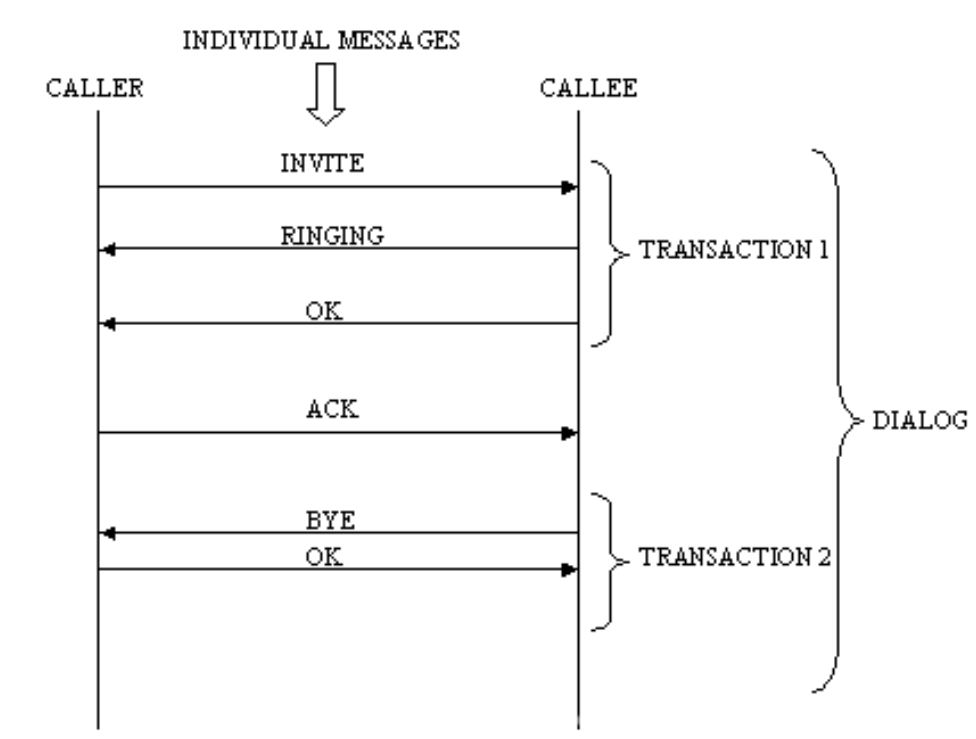 INDIVIDUAL MESSAGES
CALLER
CALLEE
INVITE
RINGING
TRANSACTION 1
OK
ACK
DIALOG
BYE
OK
TRANSACTION 2